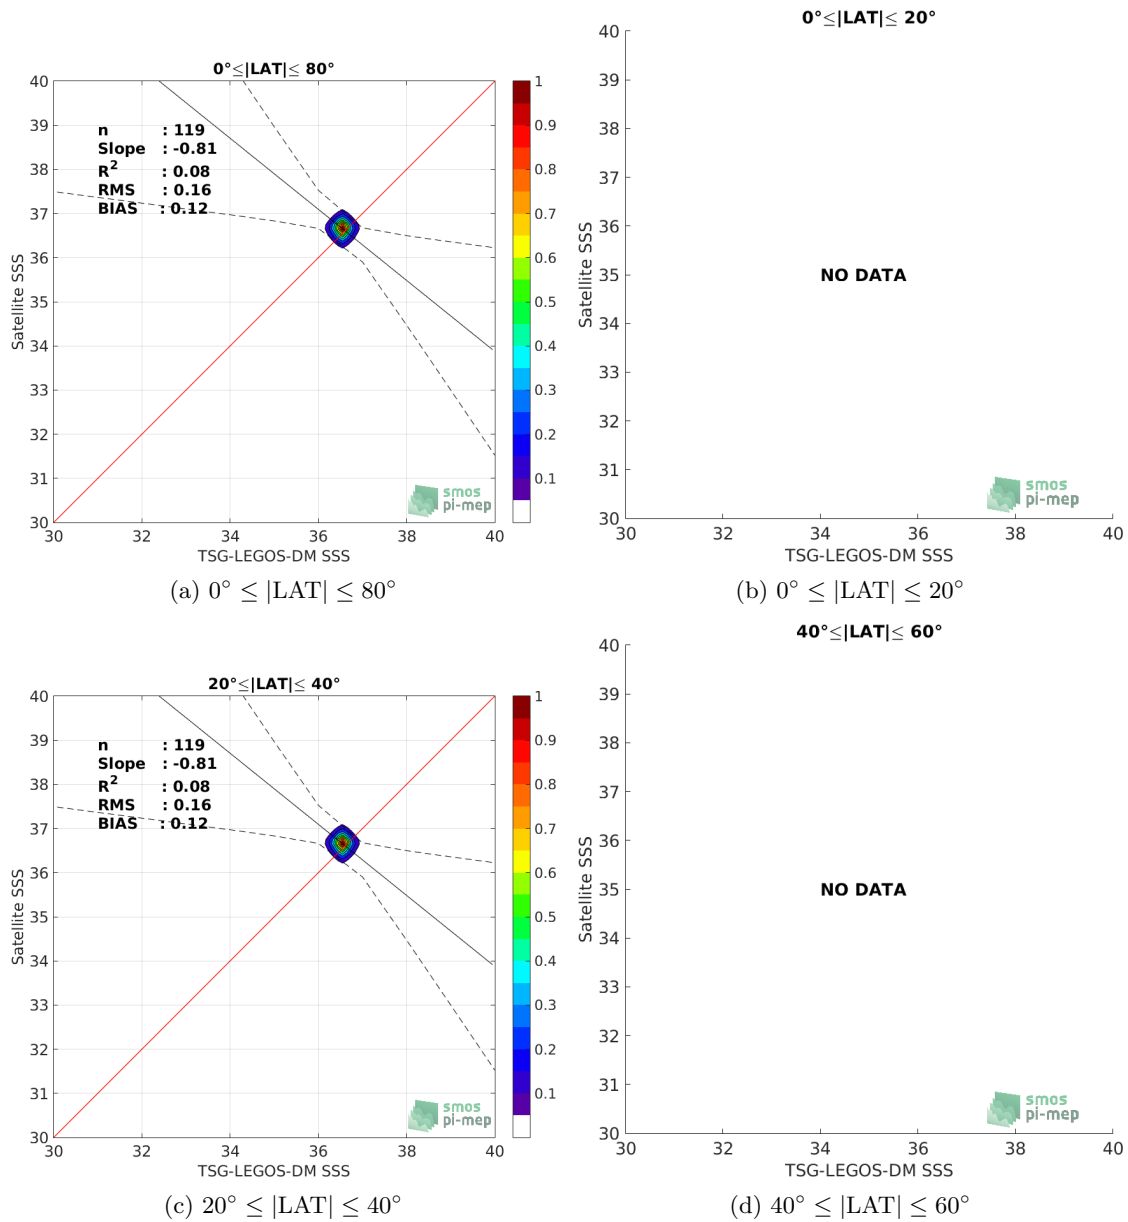 0°≤|LAT|≤ 80°
40
39
38
37
36
35
34
33
32
31
30
n : 119
Slope : -0.81
R² : 0.08
RMS : 0.16
BIAS : 0.12
1
0.9
0.8
0.7
0.6
0.5
0.4
0.3
0.2
0.1
Satellite SSS
smos
pi-mep
30 32 34 36 38 40
TSG-LEGOS-DM SSS
(a) 0° ≤ |LAT| ≤ 80°
0°≤|LAT|≤ 20°
40
39
38
37
36
35
34
33
32
31
30
NO DATA
Satellite SSS
smos
pi-mep
30 32 34 36 38 40
TSG-LEGOS-DM SSS
(b) 0° ≤ |LAT| ≤ 20°
20°≤|LAT|≤ 40°
40
39
38
37
36
35
34
33
32
31
30
n : 119
Slope : -0.81
R² : 0.08
RMS : 0.16
BIAS : 0.12
1
0.9
0.8
0.7
0.6
0.5
0.4
0.3
0.2
0.1
Satellite SSS
smos
pi-mep
30 32 34 36 38 40
TSG-LEGOS-DM SSS
(c) 20° ≤ |LAT| ≤ 40°
40°≤|LAT|≤ 60°
40
39
38
37
36
35
34
33
32
31
30
NO DATA
Satellite SSS
smos
pi-mep
30 32 34 36 38 40
TSG-LEGOS-DM SSS
(d) 40° ≤ |LAT| ≤ 60°